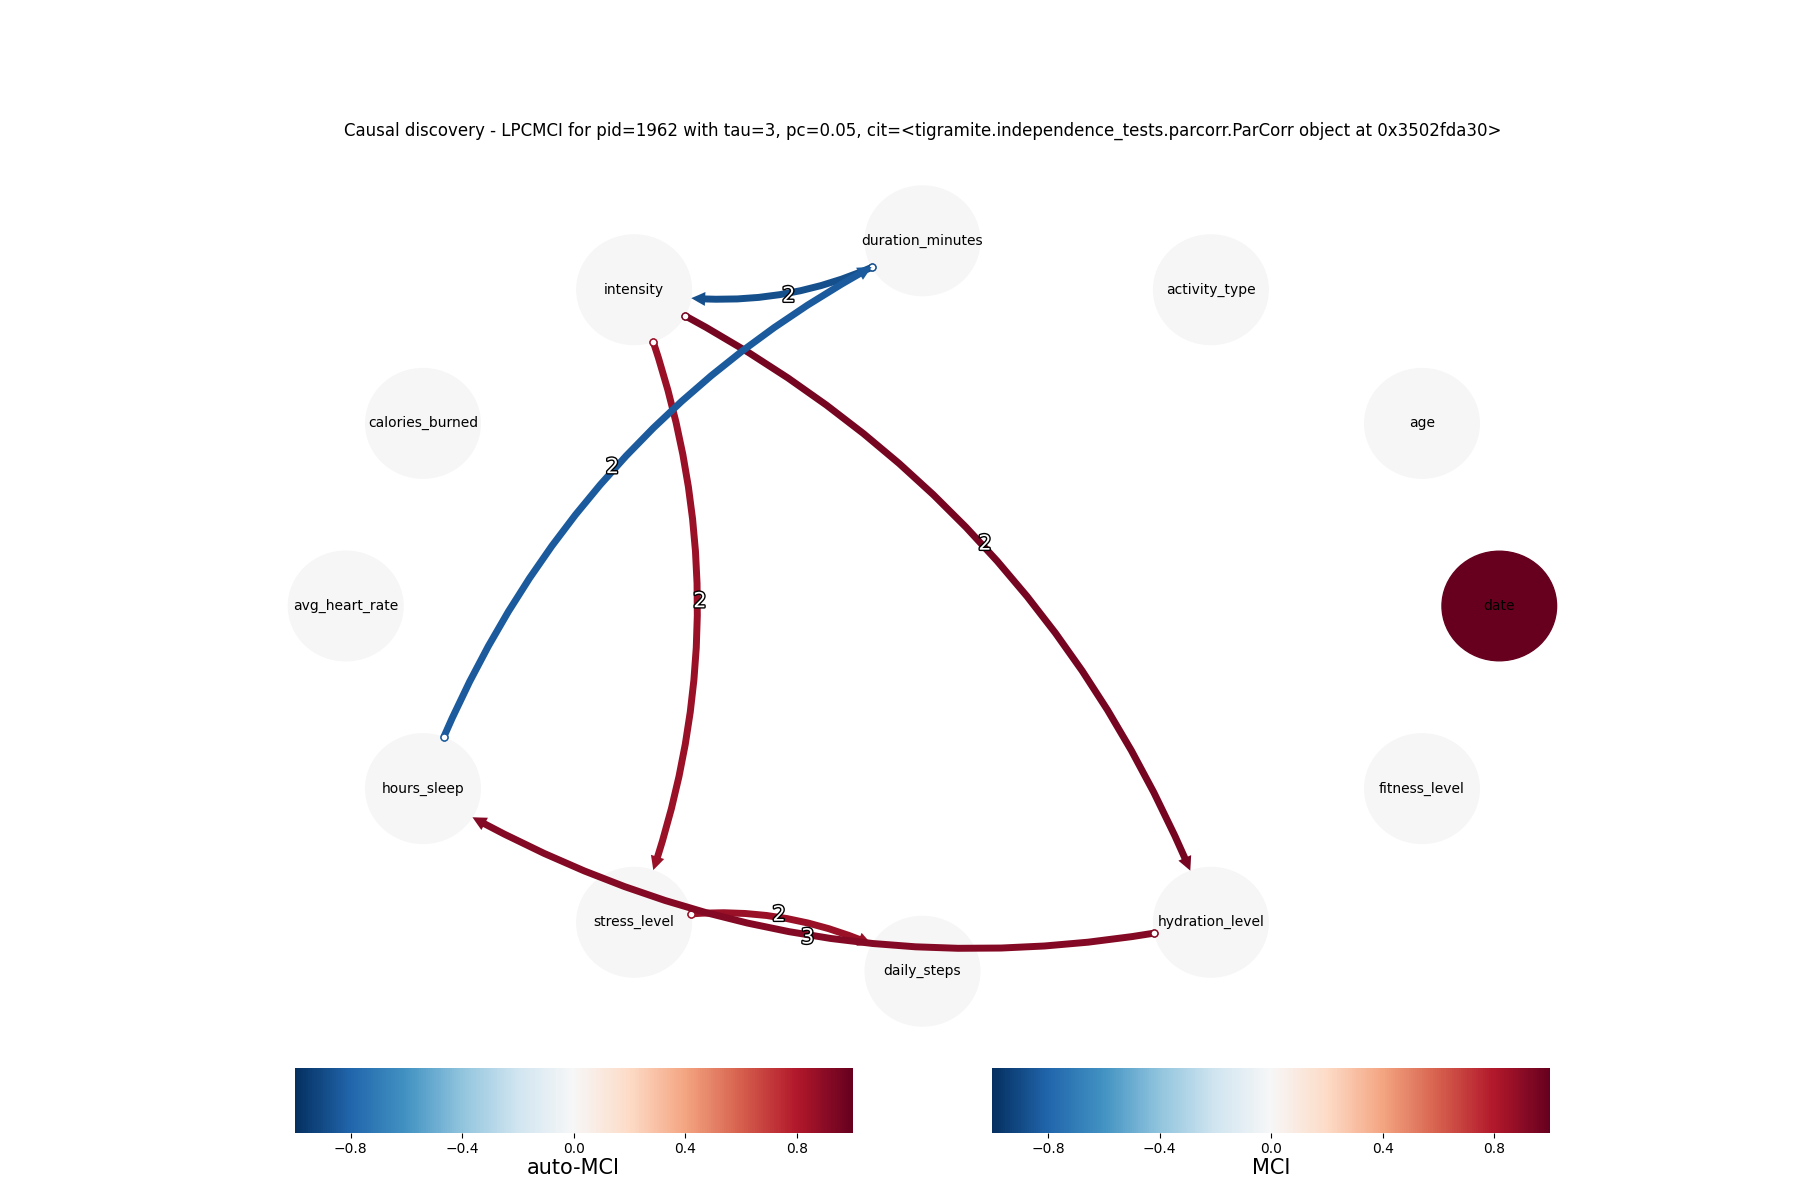 Causal discovery - LPCMCI for pid=1962 with tau=3, pc=0.05, cit=<tigramite.independence_tests.parcorr.ParCorr object at 0x3502fda30>
duration_minutes
intensity
activity_type
2
calories_burned
age
2
2
2
avg_heart_rate
date
hours_sleep
fitness_level
2
stress_level
hydration_level
3
daily_steps
−0.8 −0.4 0.0 0.4 0.8
auto-MCI
−0.8 −0.4 0.0 0.4 0.8
MCI